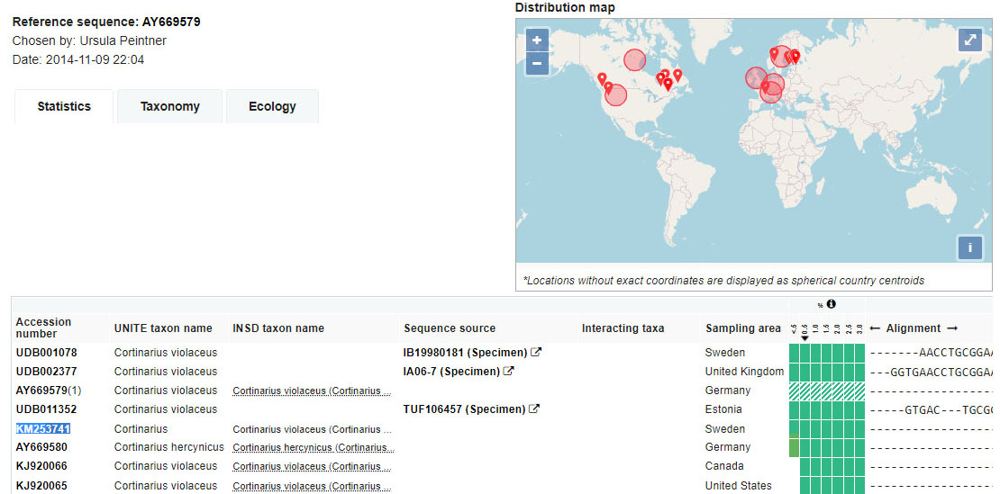 Distribution map
Reference sequence: AY669579
Chosen by: Ursula Peintner
Date: 2014-11-09 22:04
Statistics
Taxonomy
Ecology
+
−
i
*Locations without exact coordinates are displayed as spherical country centroids
%
Accession number UNITE taxon name INSD taxon name Sequence source Interacting taxa Sampling area <.5 0.5 1.0 1.5 2.0 2.5 3.0 ← Alignment →
UDB001078 Cortinarius violaceus IB19980181 (Specimen) Sweden -------AACCTGCGGAA
UDB002377 Cortinarius violaceus IA06-7 (Specimen) United Kingdom --GGTGAACCTGCGGAA
AY669579(1) Cortinarius violaceus Cortinarius violaceus (Cortinarius ... Germany -----------------
UDB011352 Cortinarius violaceus TUF106457 (Specimen) Estonia -----GTGAC---TGCGG
KM253741 Cortinarius Cortinarius violaceus (Cortinarius ... Sweden -----------------
AY669580 Cortinarius hercynicus Cortinarius hercynicus (Cortinarius... Germany -----------------
KJ920066 Cortinarius violaceus Cortinarius violaceus (Cortinarius ... Canada -----------------
KJ920065 Cortinarius violaceus Cortinarius violaceus (Cortinarius ... United States -----------------